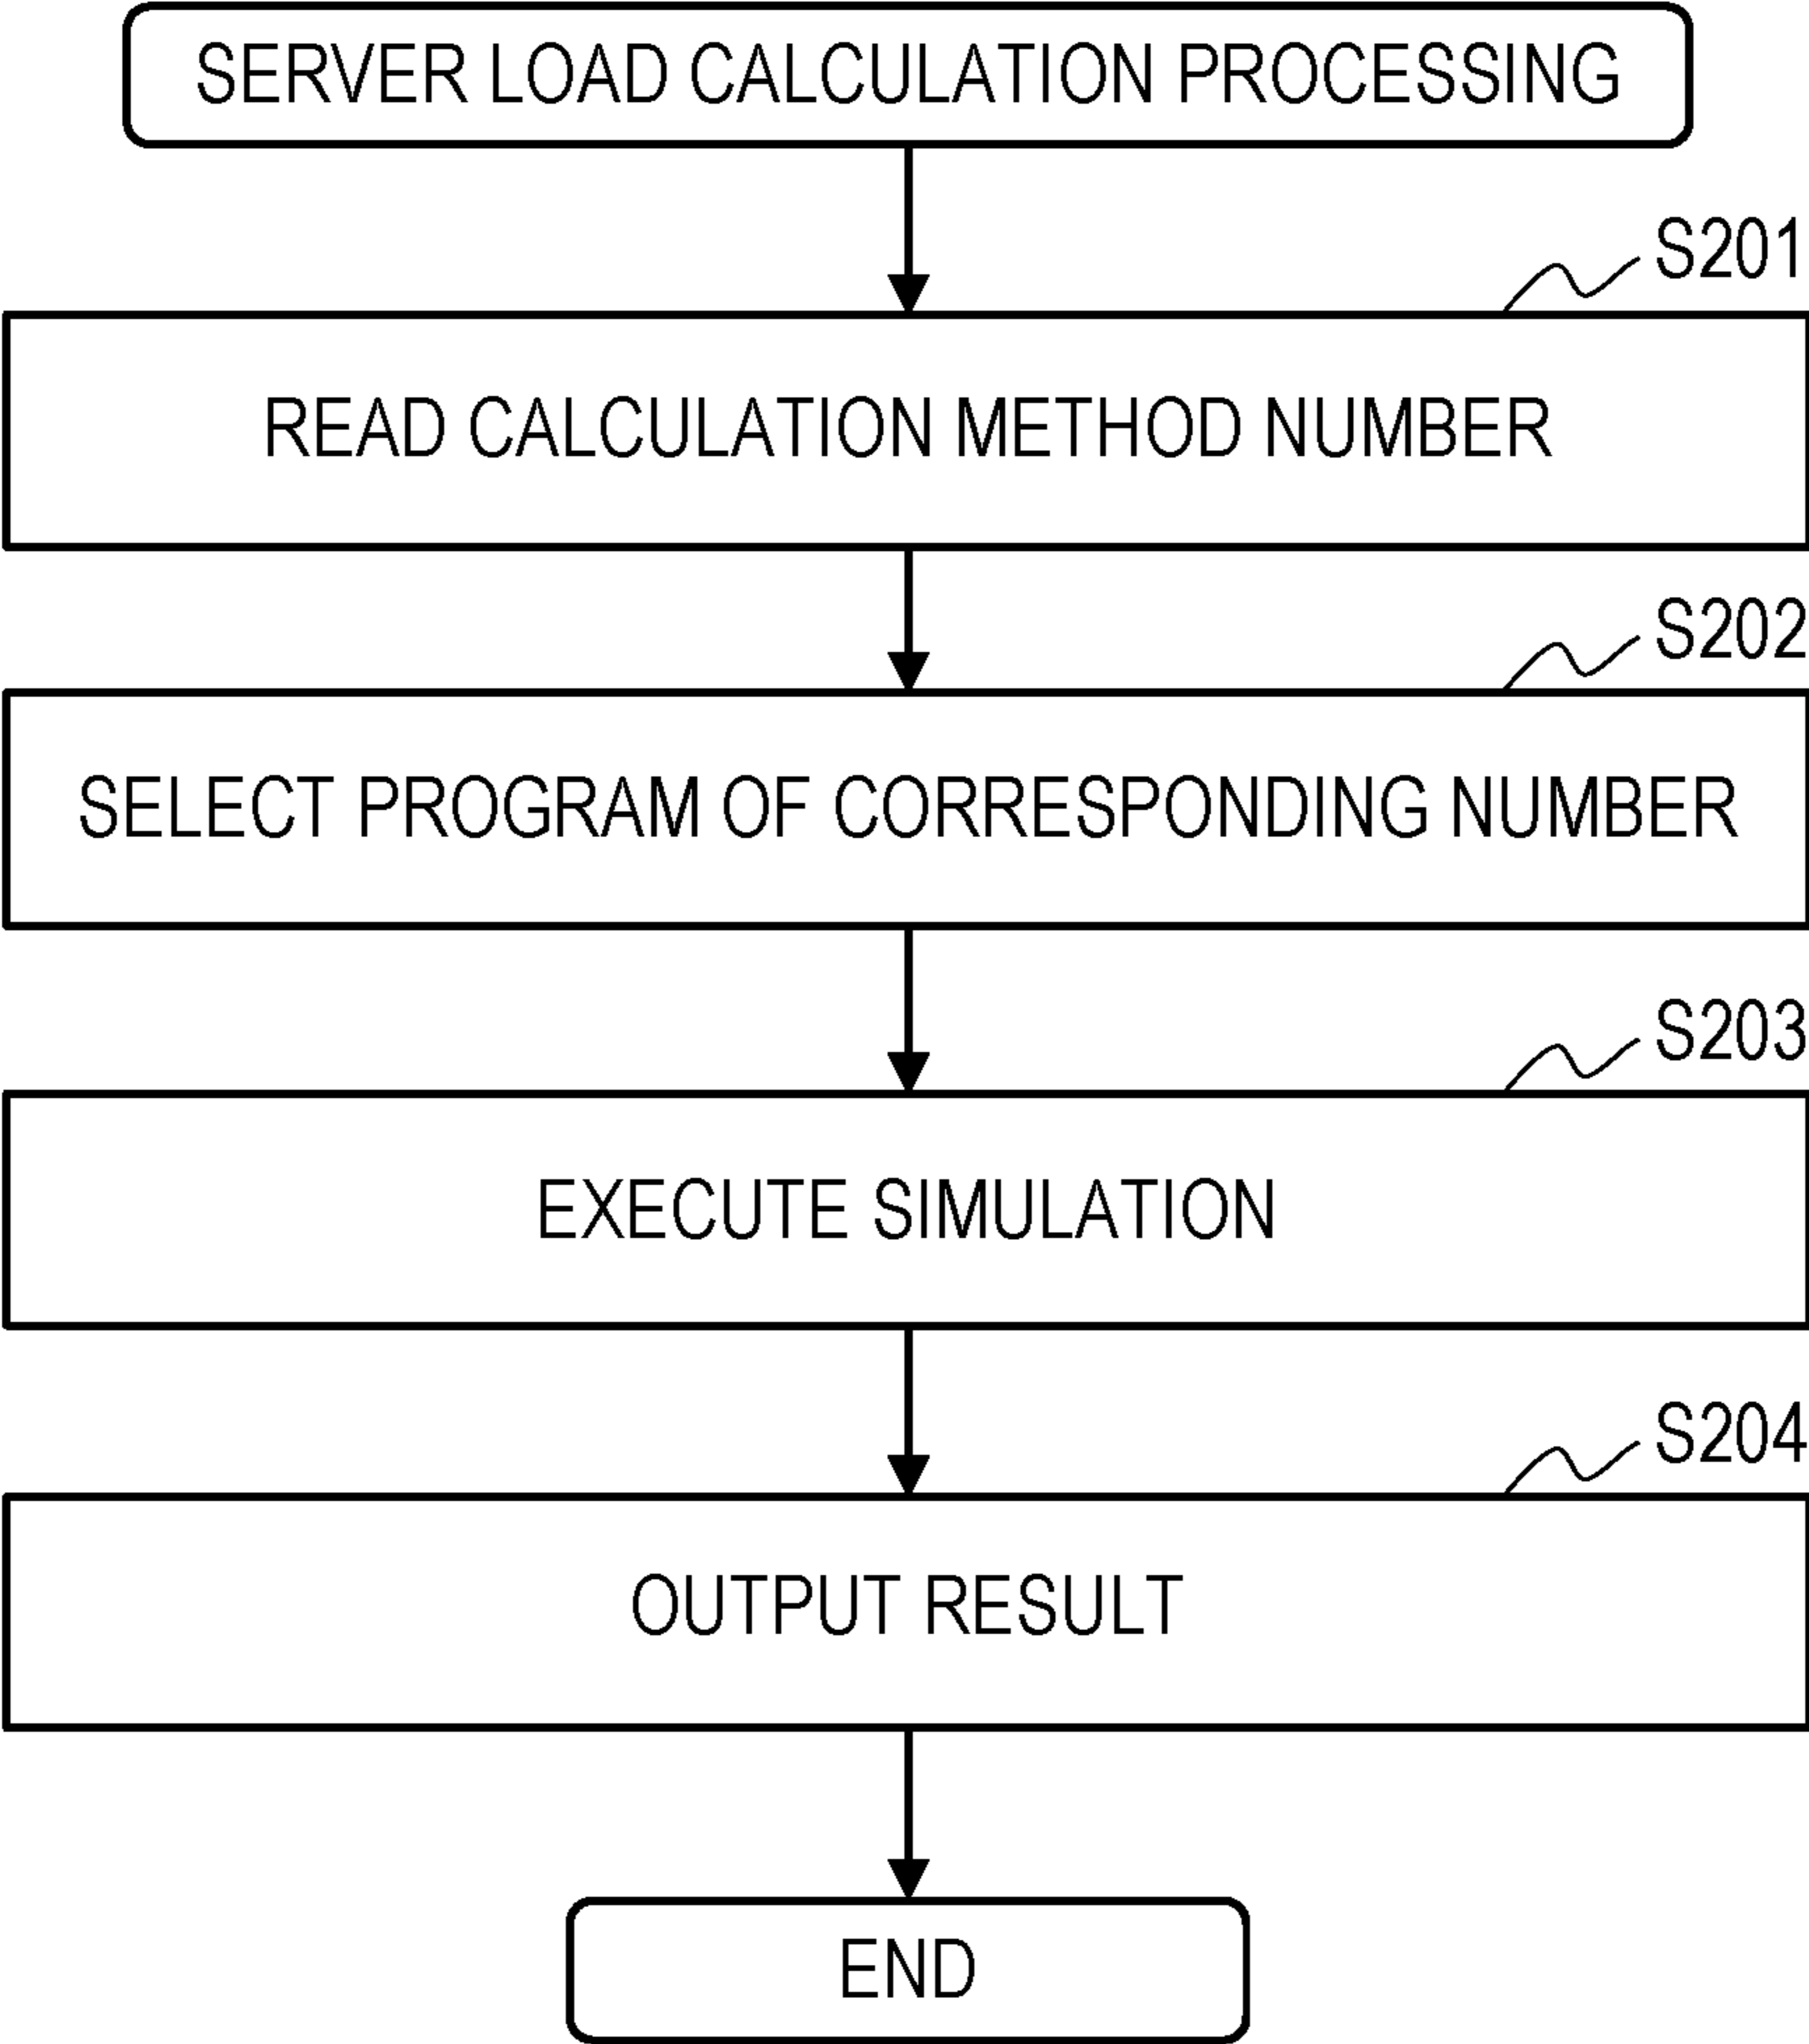 SERVER LOAD CALCULATION PROCESSING
S201
READ CALCULATION METHOD NUMBER
S202
SELECT PROGRAM OF CORRESPONDING NUMBER
S203
EXECUTE SIMULATION
S204
OUTPUT RESULT
END